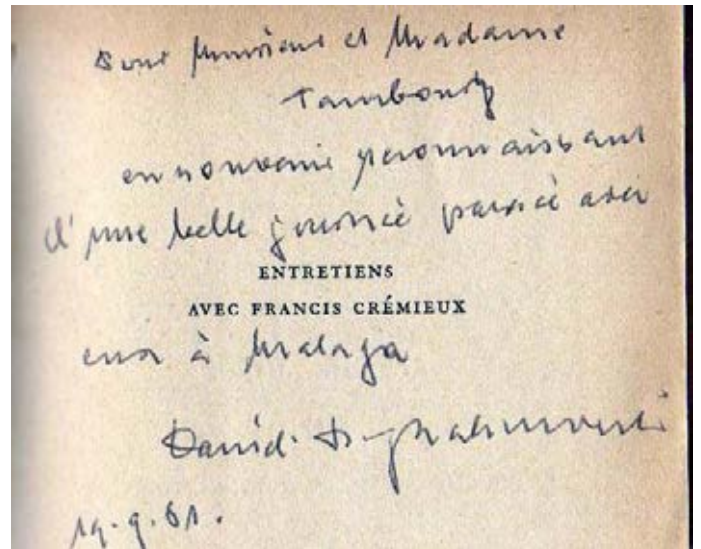 Pour Monsieur et Madame
Tambourg
en souvenir reconnaissant
d'une belle journée passée avec
ENTRETIENS
AVEC FRANCIS CRÉMIEUX
eux à Malaga
19.9.61.